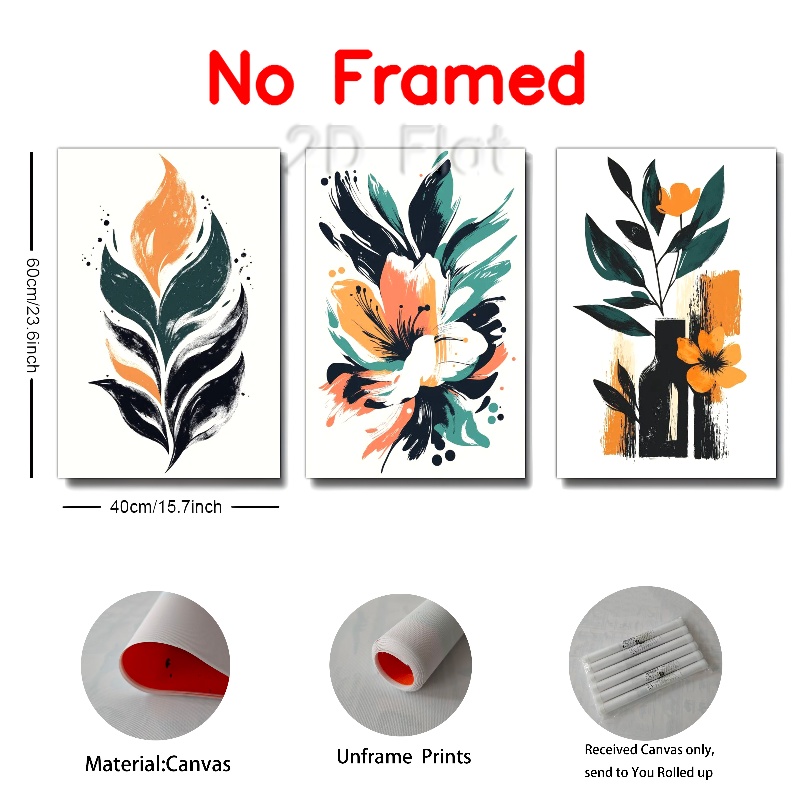 No Framed
2D Flat
60cm/23.6inch
40cm/15.7inch
Material:Canvas
Unframe Prints
Received Canvas only,
send to You Rolled up